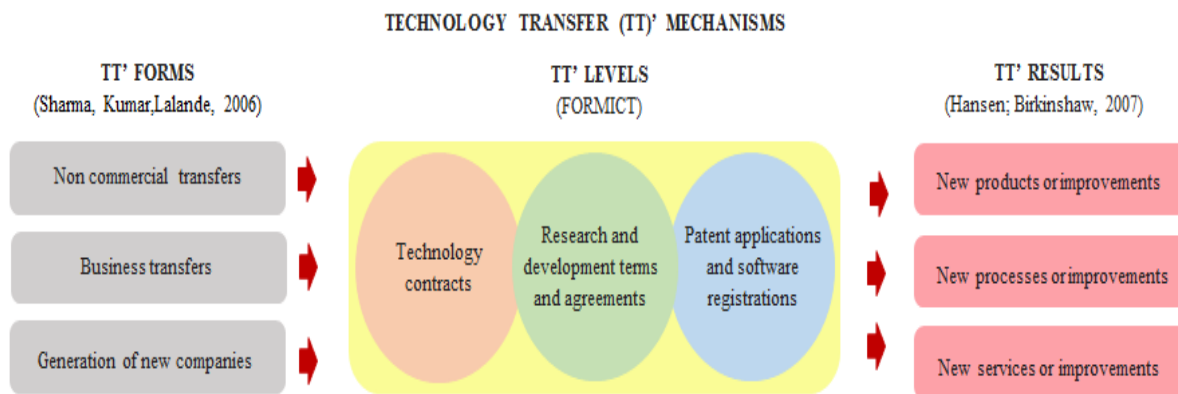 TECHNOLOGY TRANSFER (TT)' MECHANISMS
TT' FORMS
(Sharma, Kumar,Lalande, 2006)
Non commercial transfers
Business transfers
Generation of new companies
TT' LEVELS
(FORMICT)
Technology
contracts
Research and
development terms
and agreements
Patent applications
and software
registrations
TT' RESULTS
(Hansen; Birkinshaw, 2007)
New products or improvements
New processes or improvements
New services or improvements